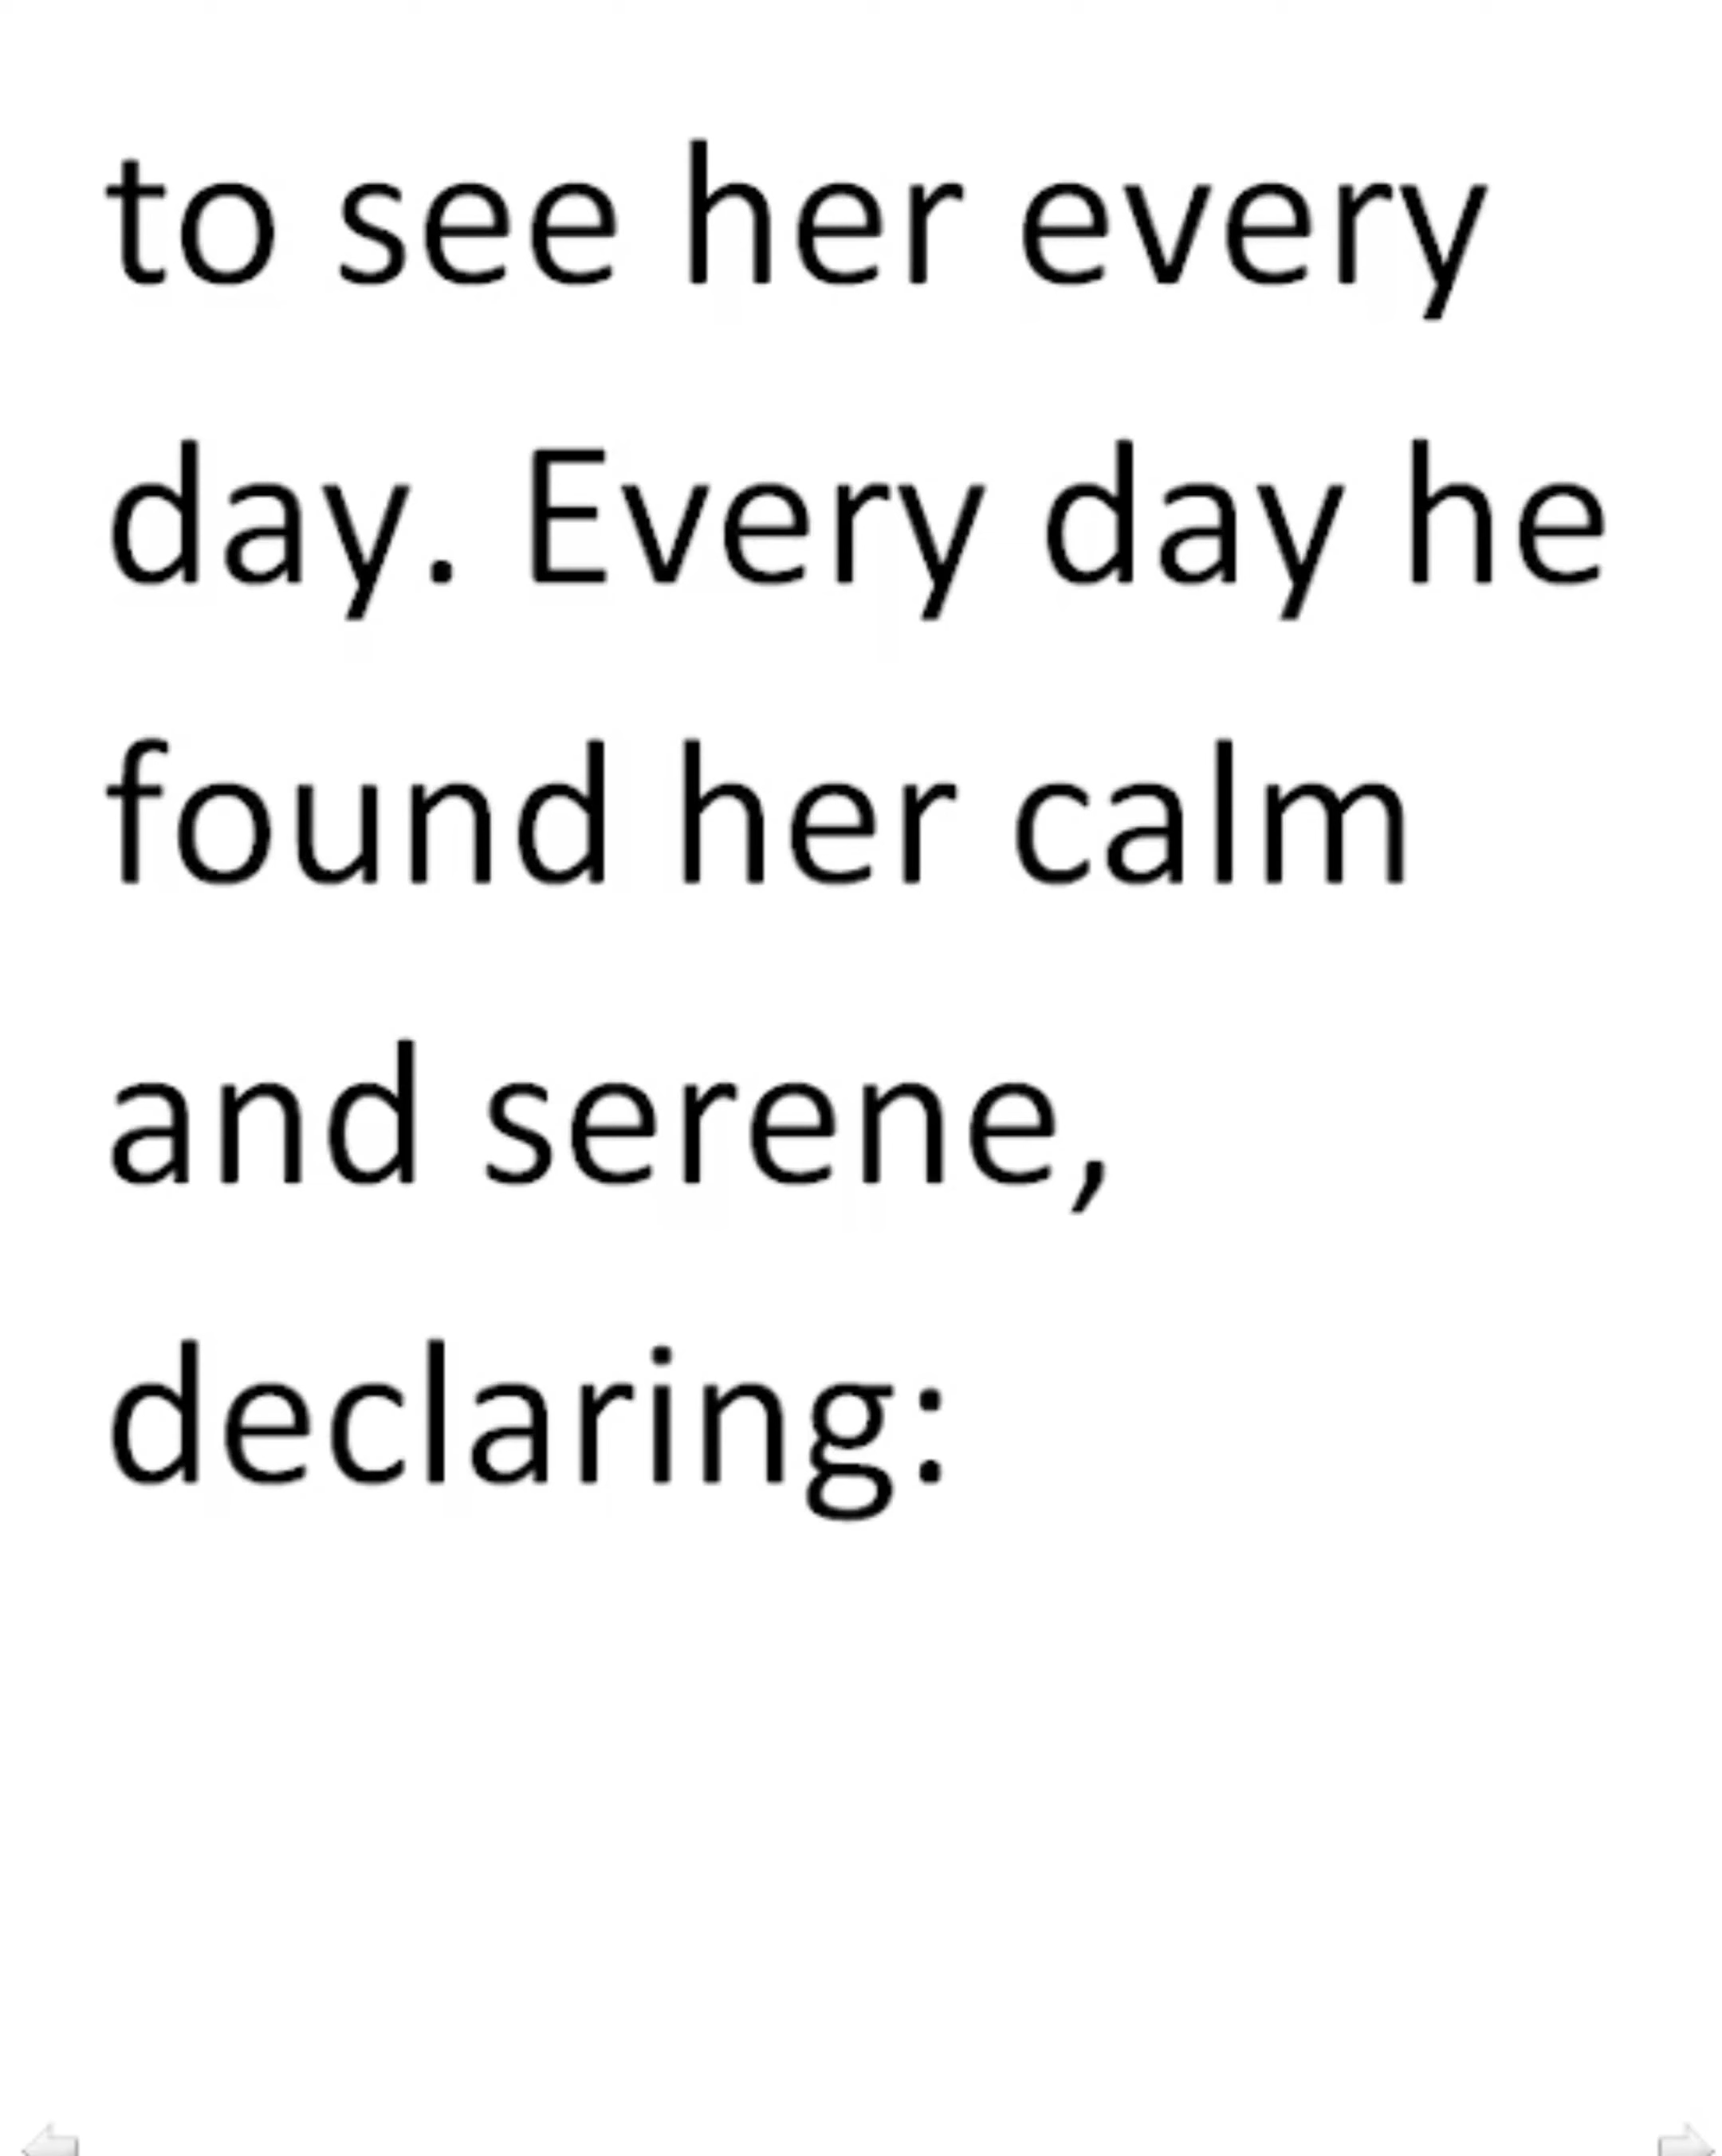 to see her every
day. Every day he
found her calm
and serene,
declaring: